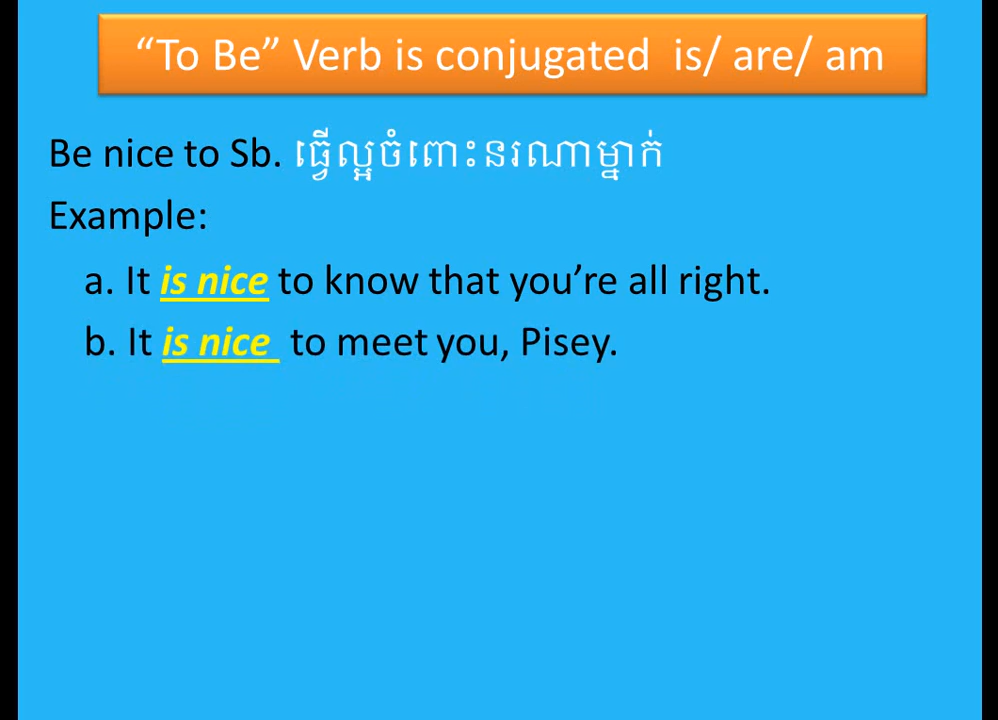 “To Be” Verb is conjugated is/ are/ am
Be nice to Sb. ធ្វើល្អចំពោះនរណាម្នាក់
Example:
a. It is nice to know that you’re all right.
b. It is nice to meet you, Pisey.